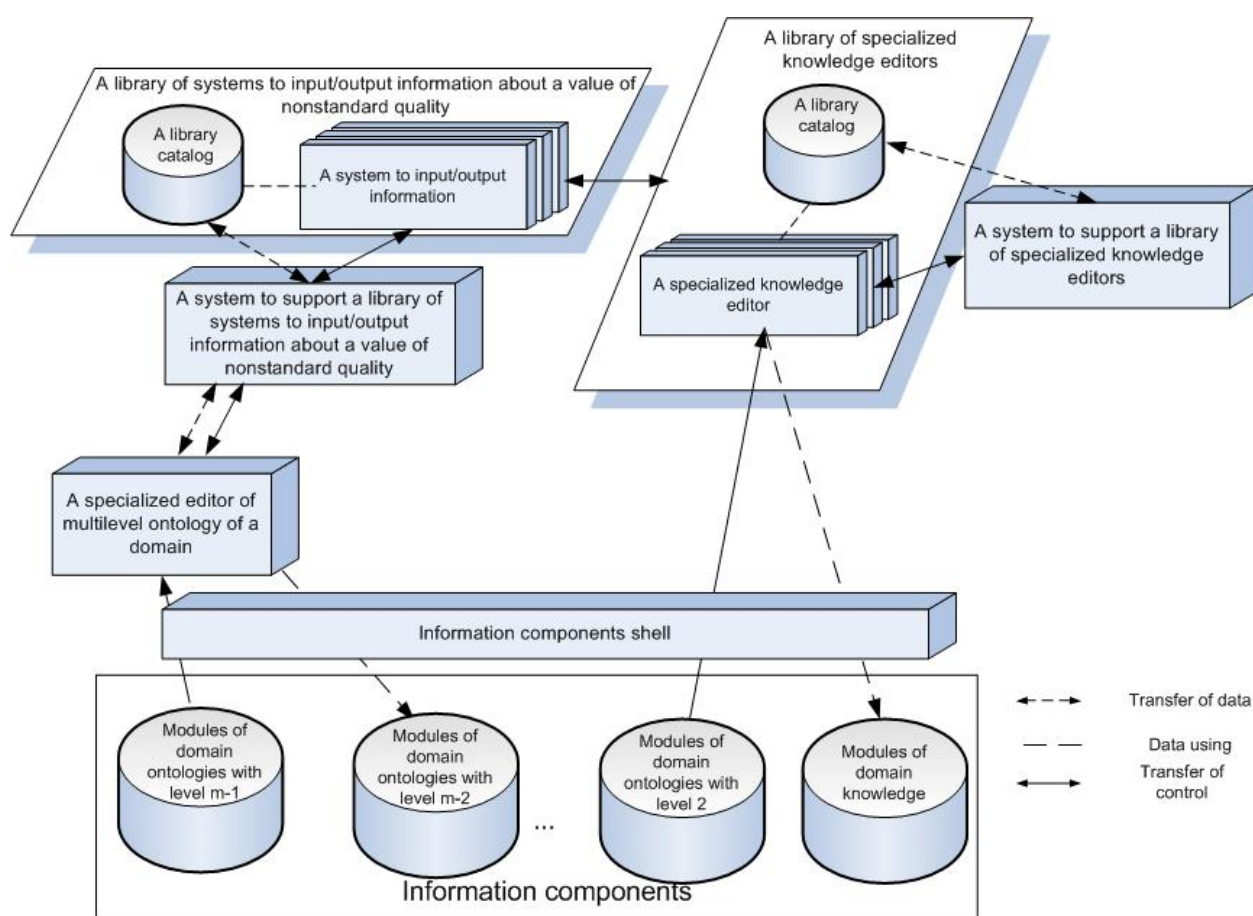 A library of systems to input/output information about a value of
nonstandard quality
A library
catalog
A system to input/output
information
A library of specialized
knowledge editors
A library
catalog
A specialized knowledge
editor
A system to support a library
of specialized knowledge
editors
A system to support a library of
systems to input/output
information about a value of
nonstandard quality
A specialized editor of
multilevel ontology of a
domain
Information components shell
Modules of
domain
ontologies with
level m-1
Modules of
domain
ontologies with
level m-2
...
Modules of
domain
ontologies with
level 2
Modules of
domain
knowledge
Information components
Transfer of data
Data using
Transfer of
control